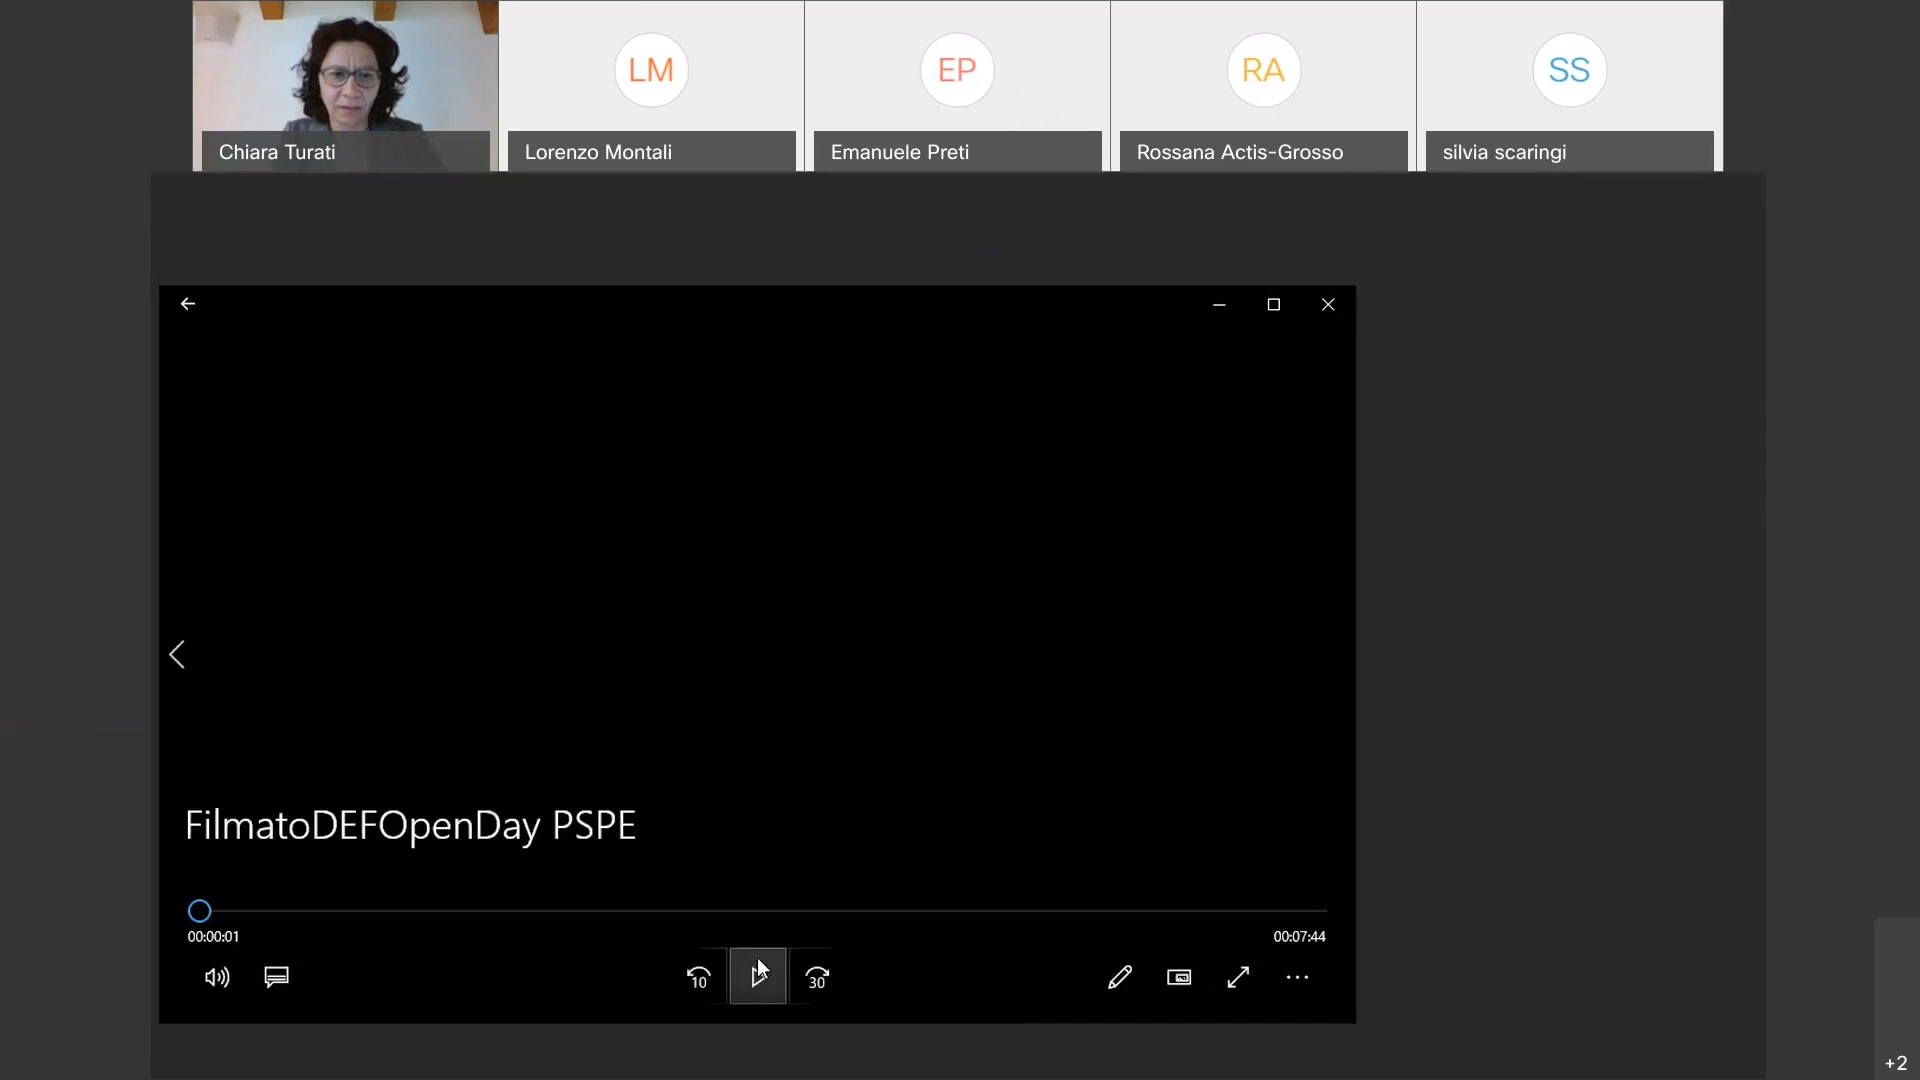 LM
EP
RA
SS
Chiara Turati
Lorenzo Montali
Emanuele Preti
Rossana Actis-Grosso
silvia scaringi
FilmatoDEFOpenDay PSPE
00:00:01
00:07:44
10
30
+2